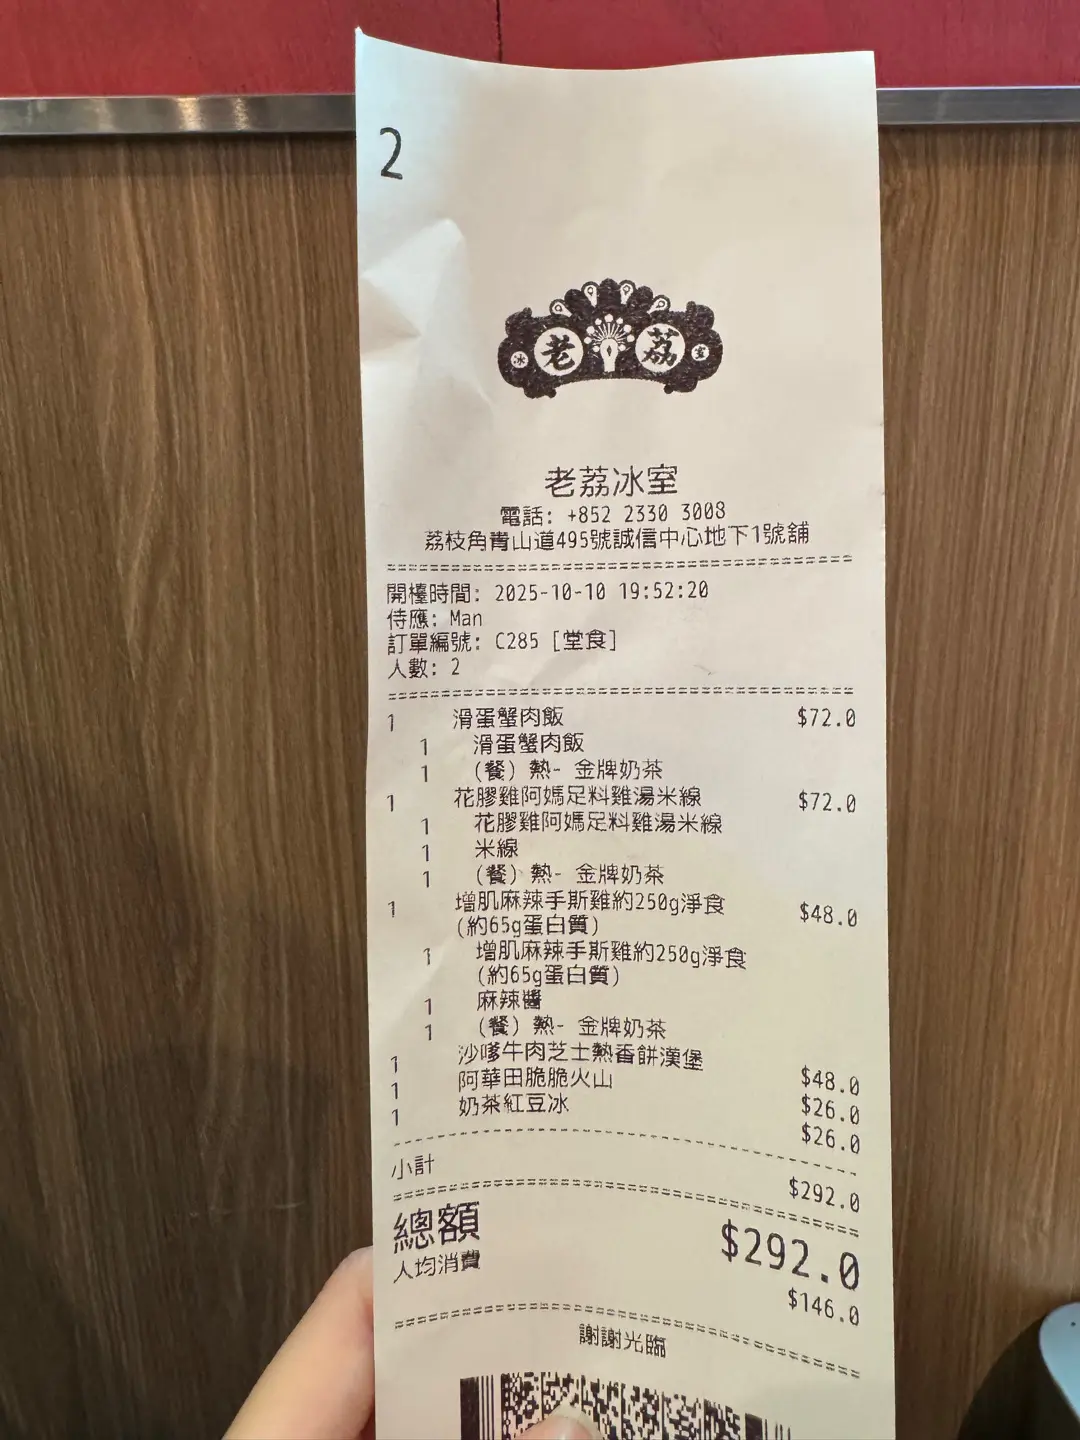 2
冰 老 荔 室
老荔冰室
電話: +852 2330 3008
荔枝角青山道495號誠信中心地下1號舖
開檯時間: 2025-10-10 19:52:20
侍應: Man
訂單編號: C285 [堂食]
人數: 2
1 滑蛋蟹肉飯 $72.0
1 滑蛋蟹肉飯
1 (餐) 熱- 金牌奶茶
1 花膠雞阿媽足料雞湯米線 $72.0
1 花膠雞阿媽足料雞湯米線
1 米線
1 (餐) 熱- 金牌奶茶
1 增肌麻辣手斯雞約250g淨食 $48.0
(約65g蛋白質)
1 增肌麻辣手斯雞約250g淨食
(約65g蛋白質)
1 麻辣醬
1 (餐) 熱- 金牌奶茶
1 沙嗲牛肉芝士熱香餅漢堡 $48.0
1 阿華田脆脆火山 $26.0
1 奶茶紅豆冰 $26.0
小計 $292.0
總額 $292.0
人均消費 $146.0
謝謝光臨